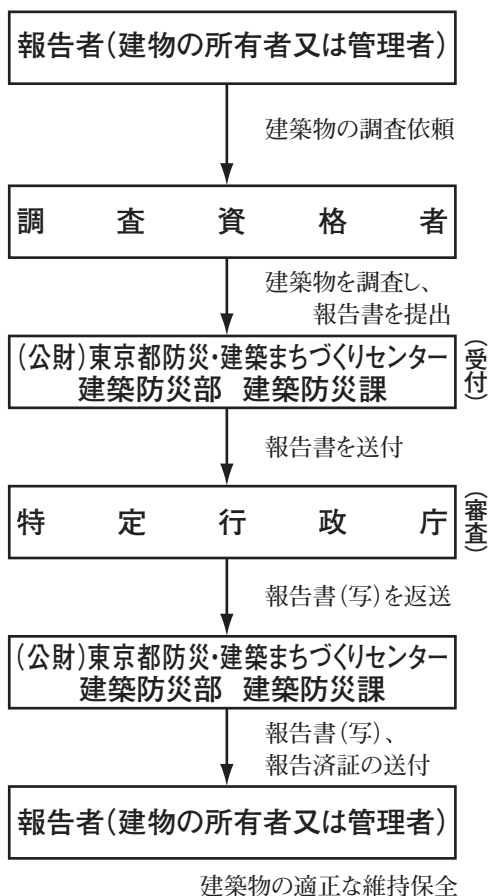 報告者(建物の所有者又は管理者)
建築物の調査依頼
調査資格者
建築物を調査し、
報告書を提出
(公財)東京都防災・建築まちづくりセンター
建築防災部 建築防災課
(受付)
報告書を送付
特定行政庁
(審査)
報告書(写)を返送
(公財)東京都防災・建築まちづくりセンター
建築防災部 建築防災課
報告書(写)、
報告済証の送付
報告者(建物の所有者又は管理者)
建築物の適正な維持保全